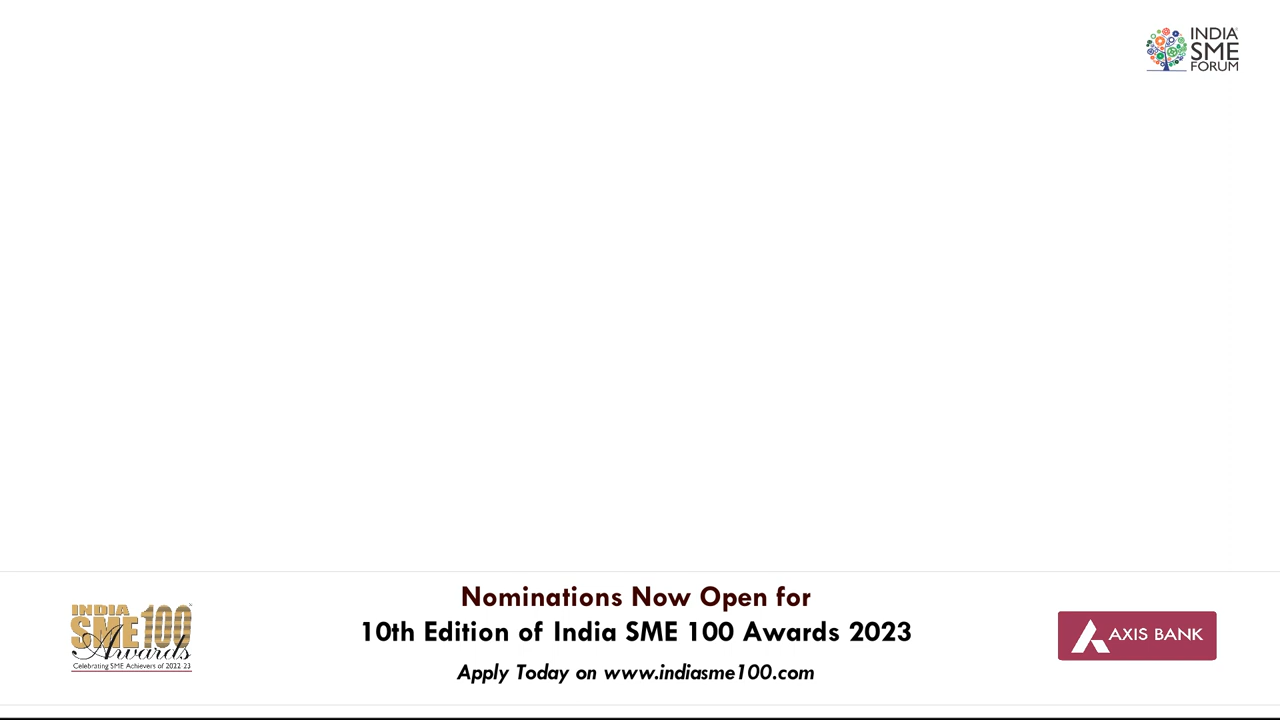 INDIA
SME
FORUM
Nominations Now Open for
10th Edition of India SME 100 Awards 2023
Apply Today on www.indiasme100.com
INDIA
SME 100
Awards
Celebrating SME Achievers of 2022 23
AXIS BANK